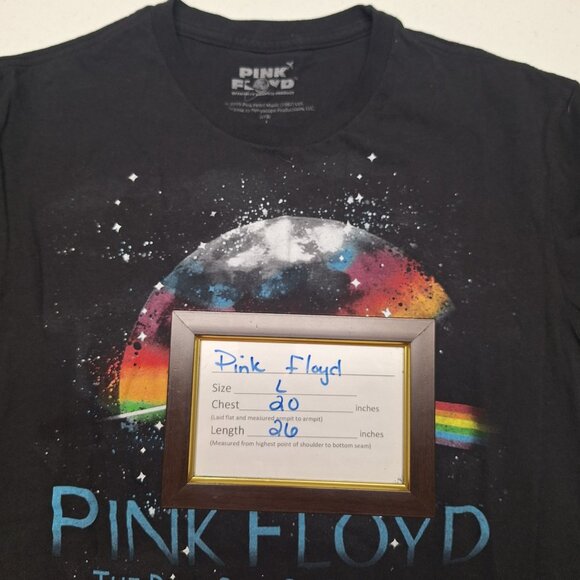 PINK
FLOYD
Pink Floyd
Size L
Chest 20 inches
(Laid flat and measured armpit to armpit)
Length 26 inches
(Measured from highest point of shoulder to bottom seam)
PINK FLOYD
THE